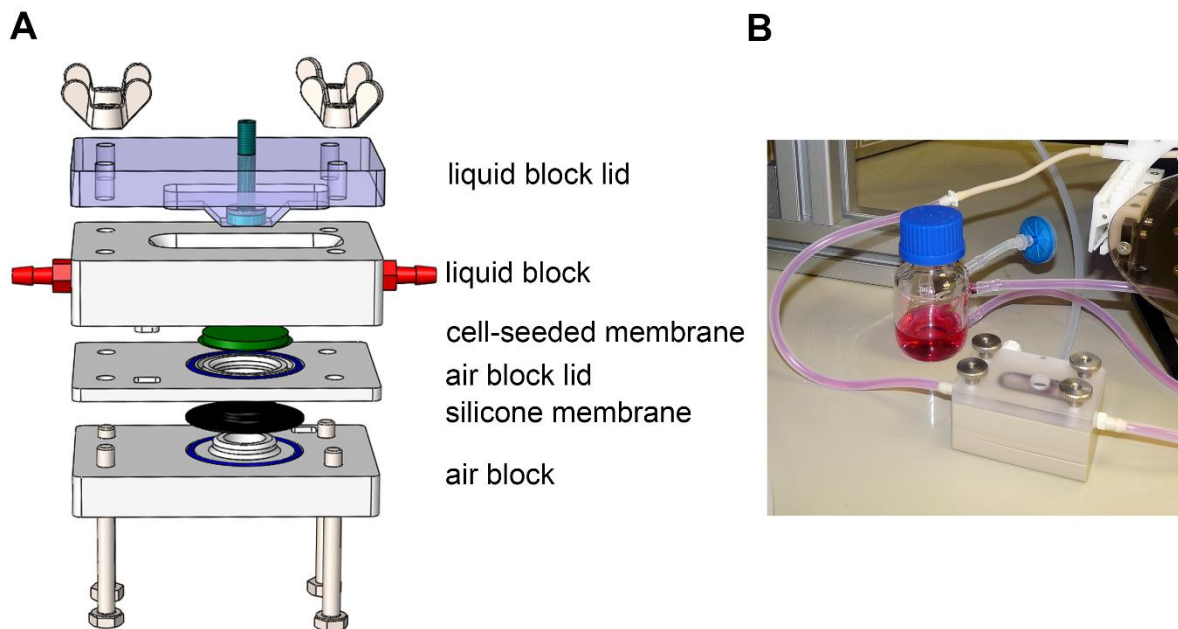 A
B
liquid block lid
liquid block
cell-seeded membrane
air block lid
silicone membrane
air block